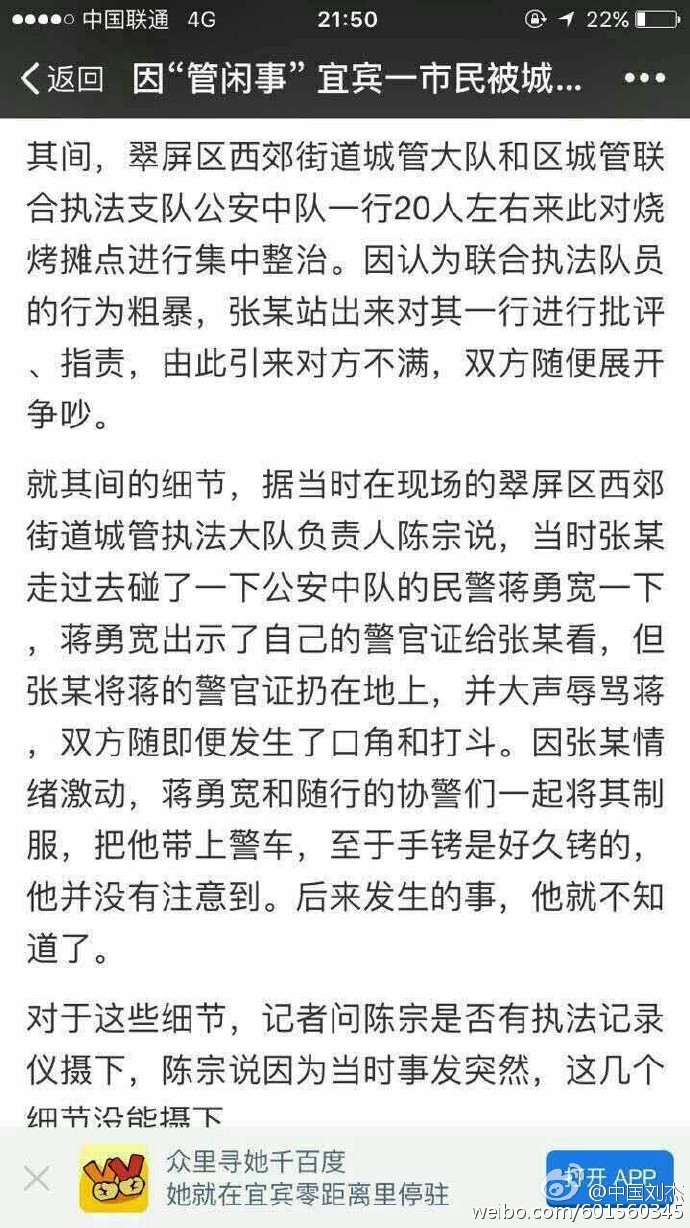 中国联通 4G 21:50 22%
返回 因“管闲事” 宜宾一市民被城...
其间，翠屏区西郊街道城管大队和区城管联
合执法支队公安中队一行20人左右来此对烧
烤摊点进行集中整治。因认为联合执法队员
的行为粗暴，张某站出来对其一行进行批评
、指责，由此引来对方不满，双方随便展开
争吵。
就其间的细节，据当时在现场的翠屏区西郊
街道城管执法大队负责人陈宗说，当时张某
走过去碰了一下公安中队的民警蒋勇宽一下
，蒋勇宽出示了自己的警官证给张某看，但
张某将蒋的警官证扔在地上，并大声辱骂蒋
，双方随即便发生了口角和打斗。因张某情
绪激动，蒋勇宽和随行的协警们一起将其制
服，把他带上警车，至于手铐是好久铐的，
他并没有注意到。后来发生的事，他就不知
道了。
对于这些细节，记者问陈宗是否有执法记录
仪摄下，陈宗说因为当时事发突然，这几个
细节没能摄下
众里寻她千百度
她就在宜宾零距离里停驻
打开 APP
@中国刘杰
weibo.com/601560345